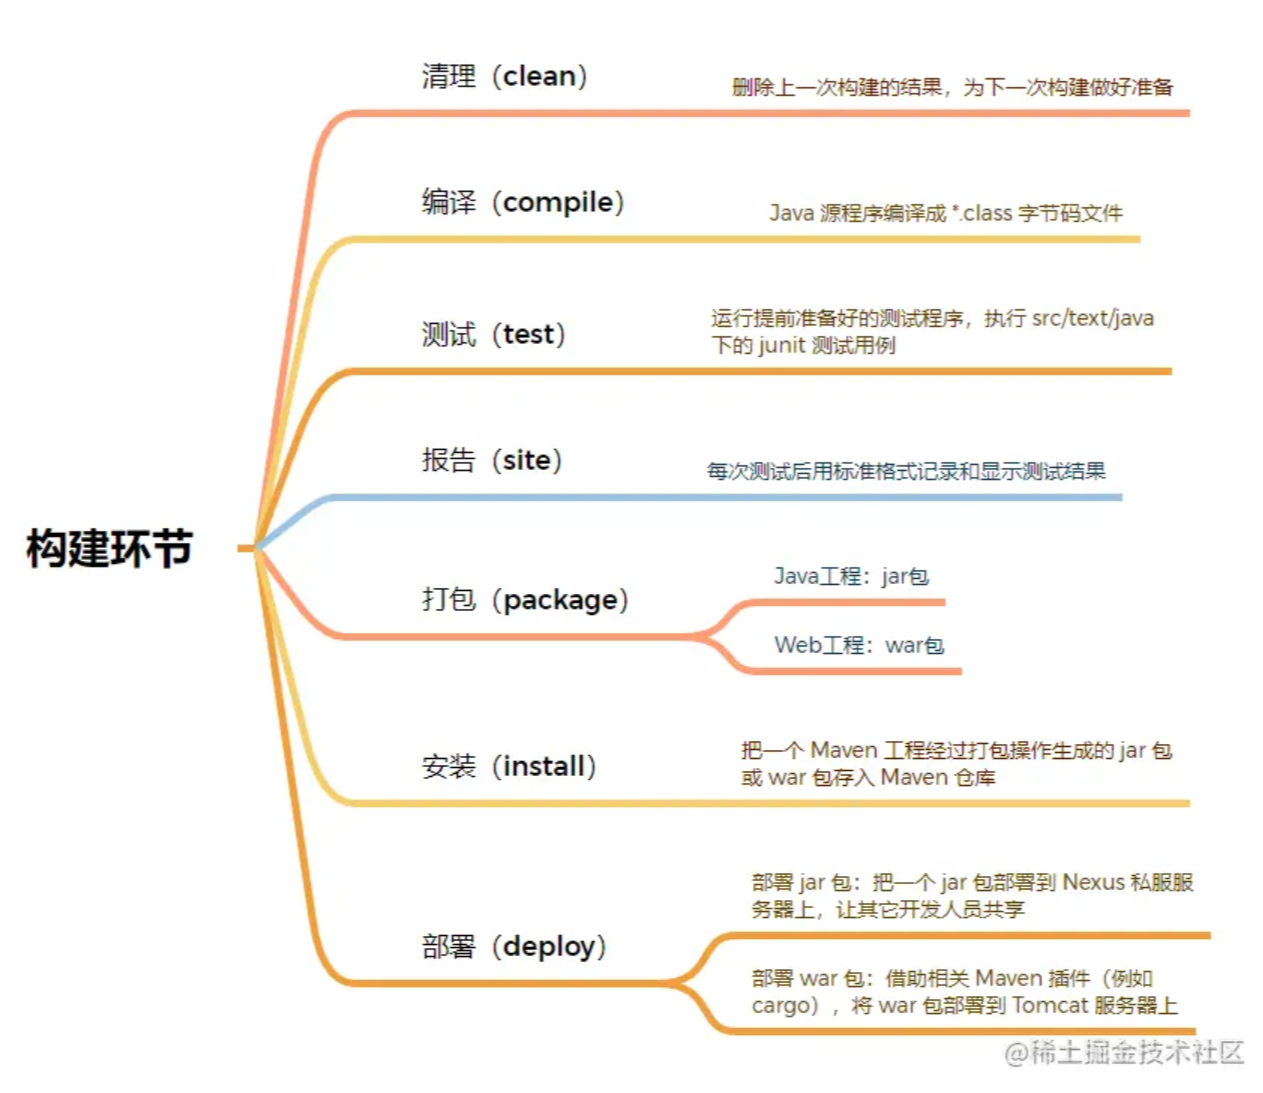 清理（clean）
删除上一次构建的结果，为下一次构建做好准备
编译（compile）
Java 源程序编译成 *.class 字节码文件
测试（test）
运行提前准备好的测试程序，执行 src/text/java
下的 junit 测试用例
报告（site）
每次测试后用标准格式记录和显示测试结果
构建环节
打包（package）
Java工程：jar包
Web工程：war包
安装（install）
把一个 Maven 工程经过打包操作生成的 jar 包
或 war 包存入 Maven 仓库
部署（deploy）
部署 jar 包：把一个 jar 包部署到 Nexus 私服服
务器上，让其它开发人员共享
部署 war 包：借助相关 Maven 插件（例如
cargo），将 war 包部署到 Tomcat 服务器上
@稀土掘金技术社区